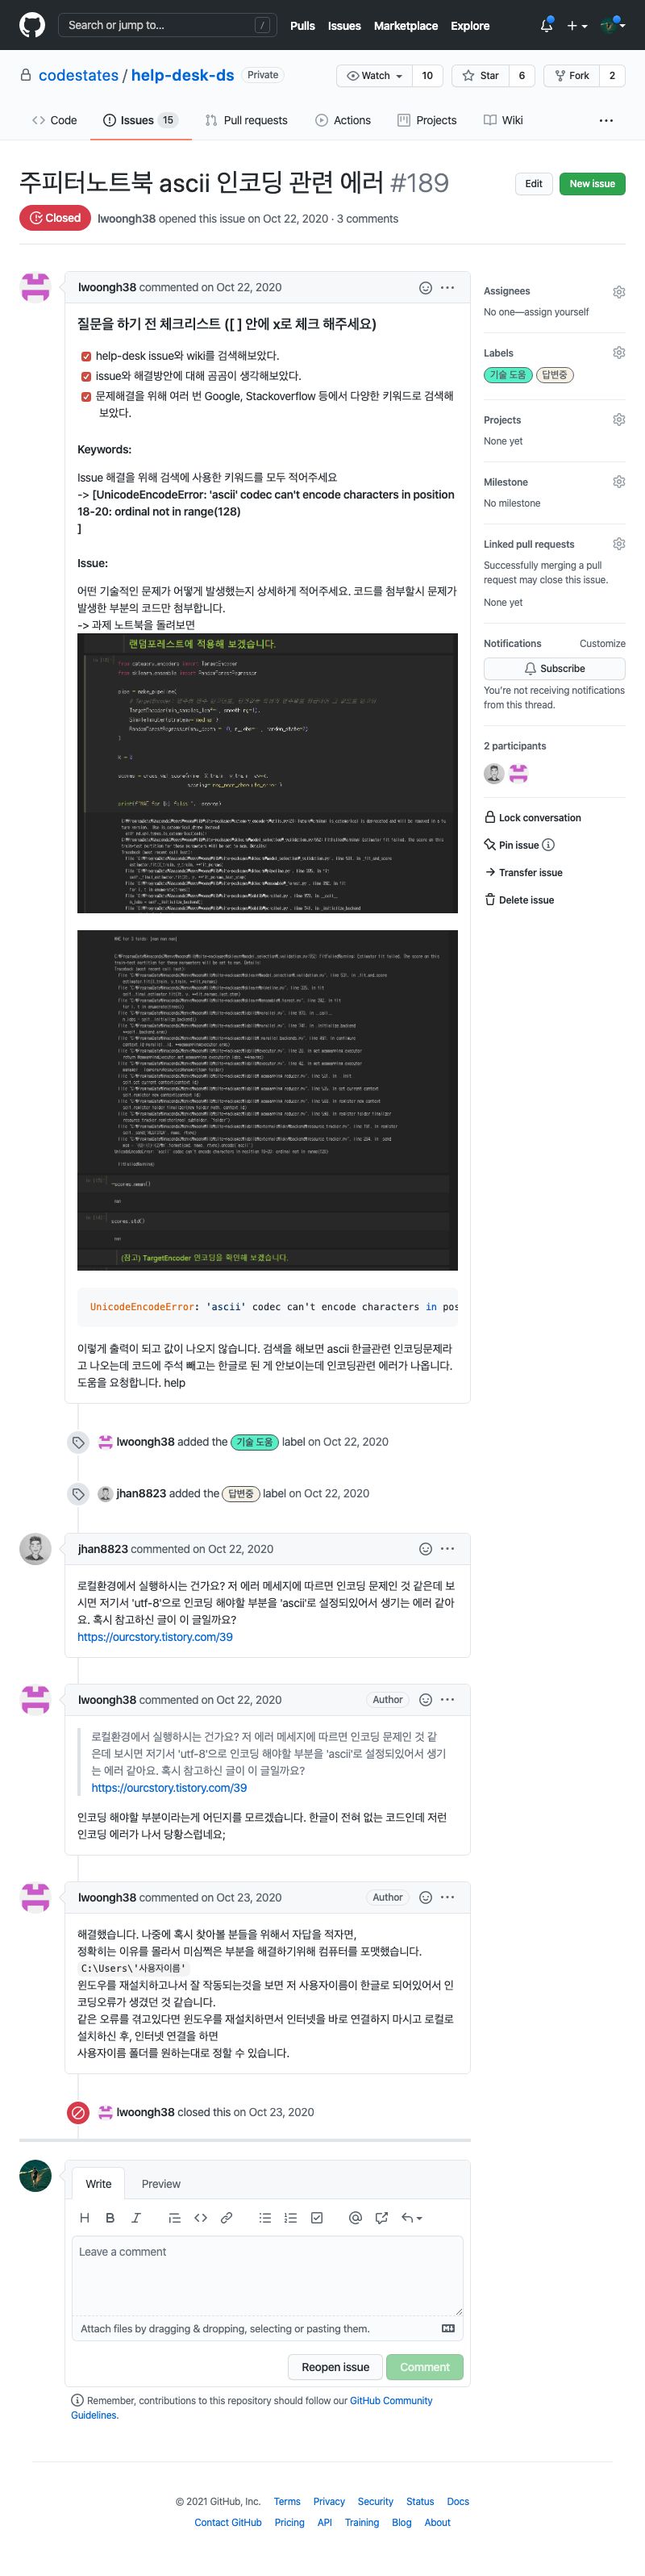 Search or jump to...
/
Pulls Issues Marketplace Explore
codestates / help-desk-ds Private
Watch 10
Star 6
Fork 2
Code
Issues 15
Pull requests
Actions
Projects
Wiki
주피터노트북 ascii 인코딩 관련 에러 #189
Edit
New issue
Closed
lwoongh38 opened this issue on Oct 22, 2020 · 3 comments
lwoongh38 commented on Oct 22, 2020
질문을 하기 전 체크리스트 ([ ] 안에 x로 체크 해주세요)
help-desk issue와 wiki를 검색해보았다.
issue와 해결방안에 대해 곰곰이 생각해보았다.
문제해결을 위해 여러 번 Google, Stackoverflow 등에서 다양한 키워드로 검색해
보았다.
Keywords:
Issue 해결을 위해 검색에 사용한 키워드를 모두 적어주세요
-> [UnicodeEncodeError: 'ascii' codec can't encode characters in position
18-20: ordinal not in range(128)
]
Issue:
어떤 기술적인 문제가 어떻게 발생했는지 상세하게 적어주세요. 코드를 첨부할시 문제가
발생한 부분의 코드만 첨부합니다.
-> 과제 노트북을 돌려보면
랜덤포레스트에 적용해 보겠습니다.
from category_encoders import TargetEncoder
from sklearn.ensemble import RandomForestRegressor
pipe = make_pipeline(
k = 3
scores.mean()
nan
scores.std()
nan
(참고) TargetEncoder 인코딩을 확인해 보겠습니다.
UnicodeEncodeError: 'ascii' codec can't encode characters in pos
이렇게 출력이 되고 값이 나오지 않습니다. 검색을 해보면 ascii 한글관련 인코딩문제라
고 나오는데 코드에 주석 빼고는 한글로 된 게 안보이는데 인코딩관련 에러가 나옵니다.
도움을 요청합니다. help
lwoongh38 added the 기술 도움 label on Oct 22, 2020
jhan8823 added the 답변중 label on Oct 22, 2020
jhan8823 commented on Oct 22, 2020
로컬환경에서 실행하시는 건가요? 저 에러 메세지에 따르면 인코딩 문제인 것 같은데 보
시면 저기서 'utf-8'으로 인코딩 해야할 부분을 'ascii'로 설정되있어서 생기는 에러 같아
요. 혹시 참고하신 글이 이 글일까요?
https://ourcstory.tistory.com/39
lwoongh38 commented on Oct 22, 2020
Author
로컬환경에서 실행하시는 건가요? 저 에러 메세지에 따르면 인코딩 문제인 것 같
은데 보시면 저기서 'utf-8'으로 인코딩 해야할 부분을 'ascii'로 설정되있어서 생기
는 에러 같아요. 혹시 참고하신 글이 이 글일까요?
https://ourcstory.tistory.com/39
인코딩 해야할 부분이라는게 어딘지를 모르겠습니다. 한글이 전혀 없는 코드인데 저런
인코딩 에러가 나서 당황스럽네요;
lwoongh38 commented on Oct 23, 2020
Author
해결했습니다. 나중에 혹시 찾아볼 분들을 위해서 자답을 적자면,
정확히는 이유를 몰라서 미심쩍은 부분을 해결하기위해 컴퓨터를 포맷했습니다.
C:\Users\'사용자이름'
윈도우를 재설치하고나서 잘 작동되는것을 보면 저 사용자이름이 한글로 되어있어서 인
코딩오류가 생겼던 것 같습니다.
같은 오류를 겪고있다면 윈도우를 재설치하면서 인터넷을 바로 연결하지 마시고 로컬로
설치하신 후, 인터넷 연결을 하면
사용자이름 폴더를 원하는대로 정할 수 있습니다.
lwoongh38 closed this on Oct 23, 2020
Write
Preview
Leave a comment
Attach files by dragging & dropping, selecting or pasting them.
Reopen issue
Comment
Remember, contributions to this repository should follow our GitHub Community
Guidelines.
Assignees
No one—assign yourself
Labels
기술 도움 답변중
Projects
None yet
Milestone
No milestone
Linked pull requests
Successfully merging a pull
request may close this issue.
None yet
Notifications
Customize
Subscribe
You're not receiving notifications
from this thread.
2 participants
Lock conversation
Pin issue
Transfer issue
Delete issue
© 2021 GitHub, Inc. Terms Privacy Security Status Docs
Contact GitHub Pricing API Training Blog About